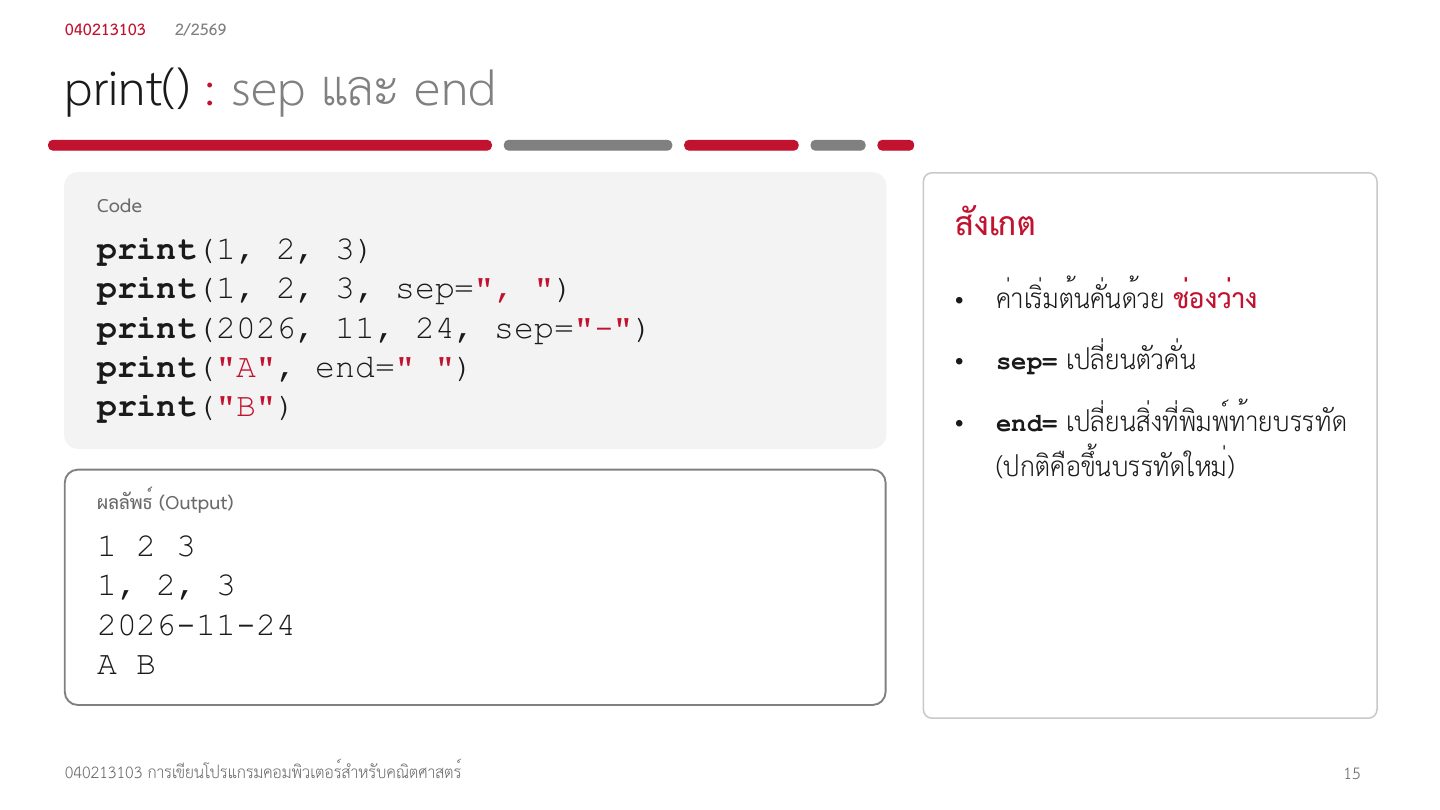 040213103 2/2569
print() : sep และ end
Code
print(1, 2, 3)
print(1, 2, 3, sep=", ")
print(2026, 11, 24, sep="-")
print("A", end=" ")
print("B")
ผลลัพธ์ (Output)
1 2 3
1, 2, 3
2026-11-24
A B
สังเกต
• ค่าเริ่มต้นคั่นด้วย ช่องว่าง
• sep= เปลี่ยนตัวคั่น
• end= เปลี่ยนสิ่งที่พิมพ์ท้ายบรรทัด
(ปกติคือขึ้นบรรทัดใหม่)
040213103 การเขียนโปรแกรมคอมพิวเตอร์สำหรับคณิตศาสตร์
15